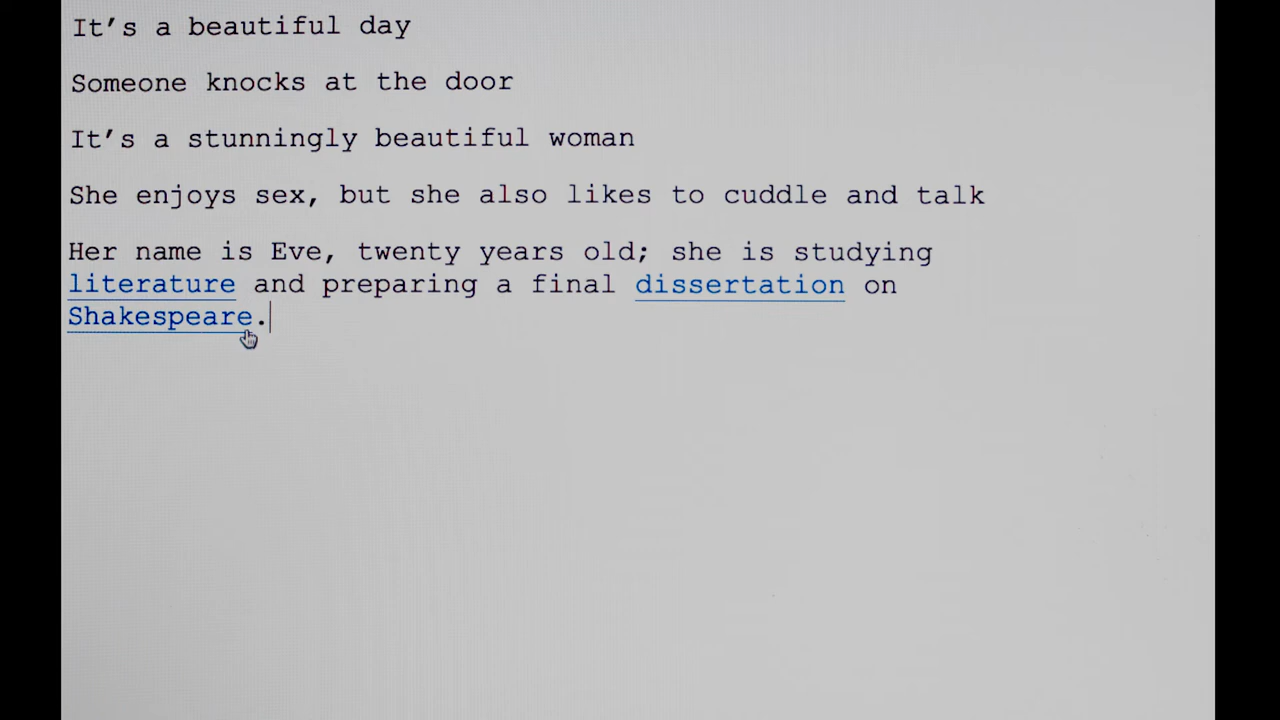 It’s a beautiful day
Someone knocks at the door
It’s a stunningly beautiful woman
She enjoys sex, but she also likes to cuddle and talk
Her name is Eve, twenty years old; she is studying
literature and preparing a final dissertation on
Shakespeare.